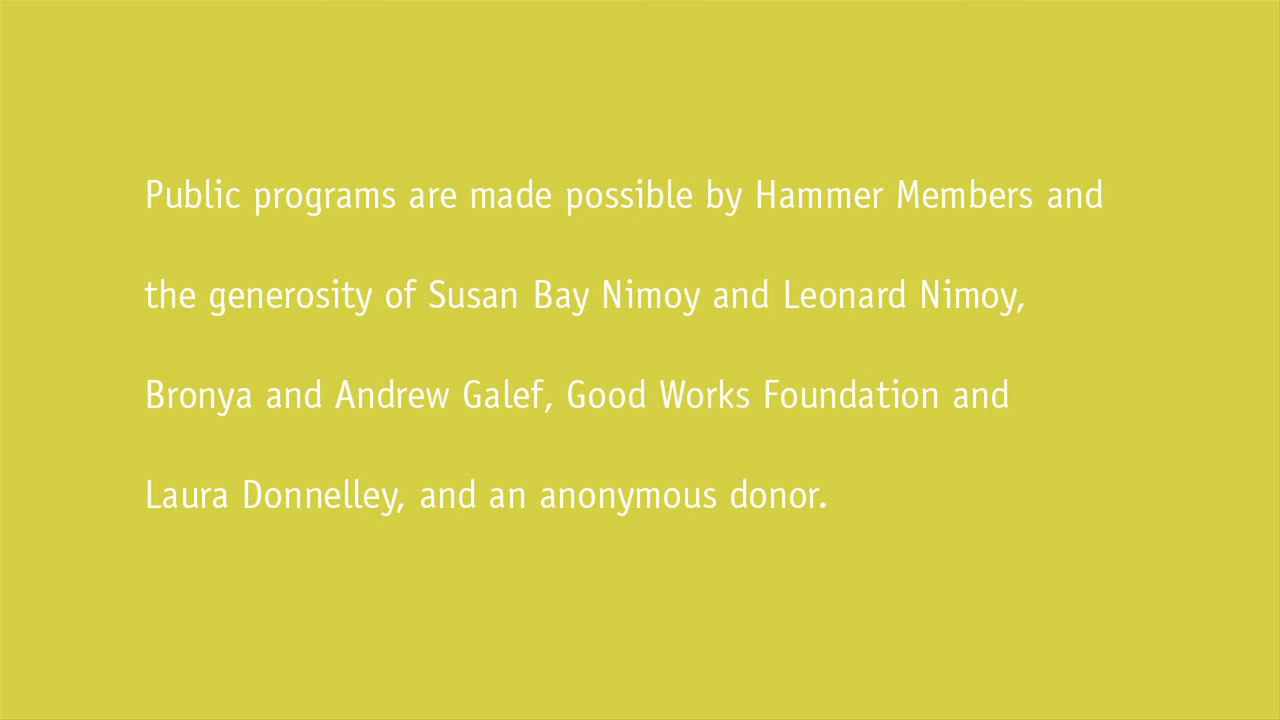 Public programs are made possible by Hammer Members and
the generosity of Susan Bay Nimoy and Leonard Nimoy,
Bronya and Andrew Galef, Good Works Foundation and
Laura Donnelley, and an anonymous donor.